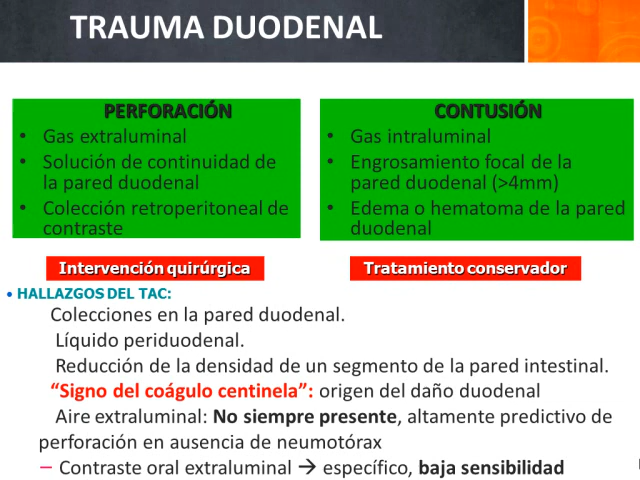 TRAUMA DUODENAL
PERFORACIÓN
• Gas extraluminal
• Solución de continuidad de
la pared duodenal
• Colección retroperitoneal de
contraste
CONTUSIÓN
• Gas intraluminal
• Engrosamiento focal de la
pared duodenal (>4mm)
• Edema o hematoma de la pared
duodenal
Intervención quirúrgica
Tratamiento conservador
• HALLAZGOS DEL TAC:
Colecciones en la pared duodenal.
Líquido periduodenal.
Reducción de la densidad de un segmento de la pared intestinal.
“Signo del coágulo centinela”: origen del daño duodenal
Aire extraluminal: No siempre presente, altamente predictivo de
perforación en ausencia de neumotórax
– Contraste oral extraluminal → específico, baja sensibilidad